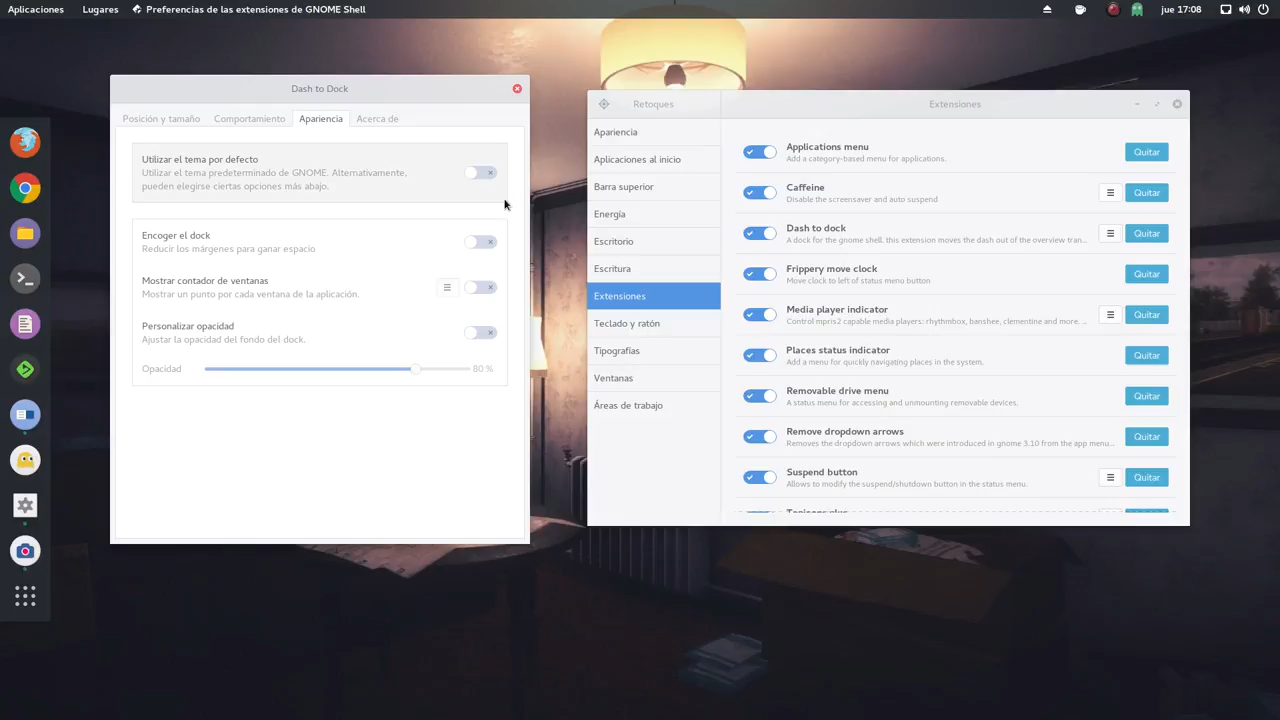 Aplicaciones
Lugares
Preferencias de las extensiones de GNOME Shell
jue 17:08
Dash to Dock
Posición y tamaño
Comportamiento
Apariencia
Acerca de
Utilizar el tema por defecto
Utilizar el tema predeterminado de GNOME. Alternativamente,
pueden elegirse ciertas opciones más abajo.
Encoger el dock
Reducir los márgenes para ganar espacio
Mostrar contador de ventanas
Mostrar un punto por cada ventana de la aplicación.
Personalizar opacidad
Ajustar la opacidad del fondo del dock.
Opacidad
80 %
Retoques
Extensiones
Apariencia
Aplicaciones al inicio
Barra superior
Energía
Escritorio
Escritura
Extensiones
Teclado y ratón
Tipografías
Ventanas
Áreas de trabajo
Applications menu
Add a category-based menu for applications.
Quitar
Caffeine
Disable the screensaver and auto suspend
Quitar
Dash to dock
A dock for the gnome shell. this extension moves the dash out of the overview tran...
Quitar
Frippery move clock
Move clock to left of status menu button
Quitar
Media player indicator
Control mpris2 capable media players: rhythmbox, banshee, clementine and more. ...
Quitar
Places status indicator
Add a menu for quickly navigating places in the system.
Quitar
Removable drive menu
A status menu for accessing and unmounting removable devices.
Quitar
Remove dropdown arrows
Removes the dropdown arrows which were introduced in gnome 3.10 from the app menu...
Quitar
Suspend button
Allows to modify the suspend/shutdown button in the status menu.
Quitar